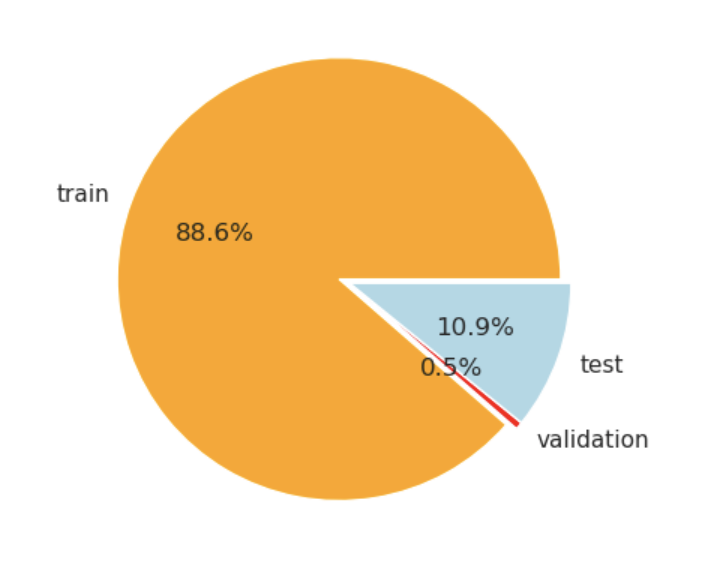 train
88.6%
10.9%
test
0.5%
validation